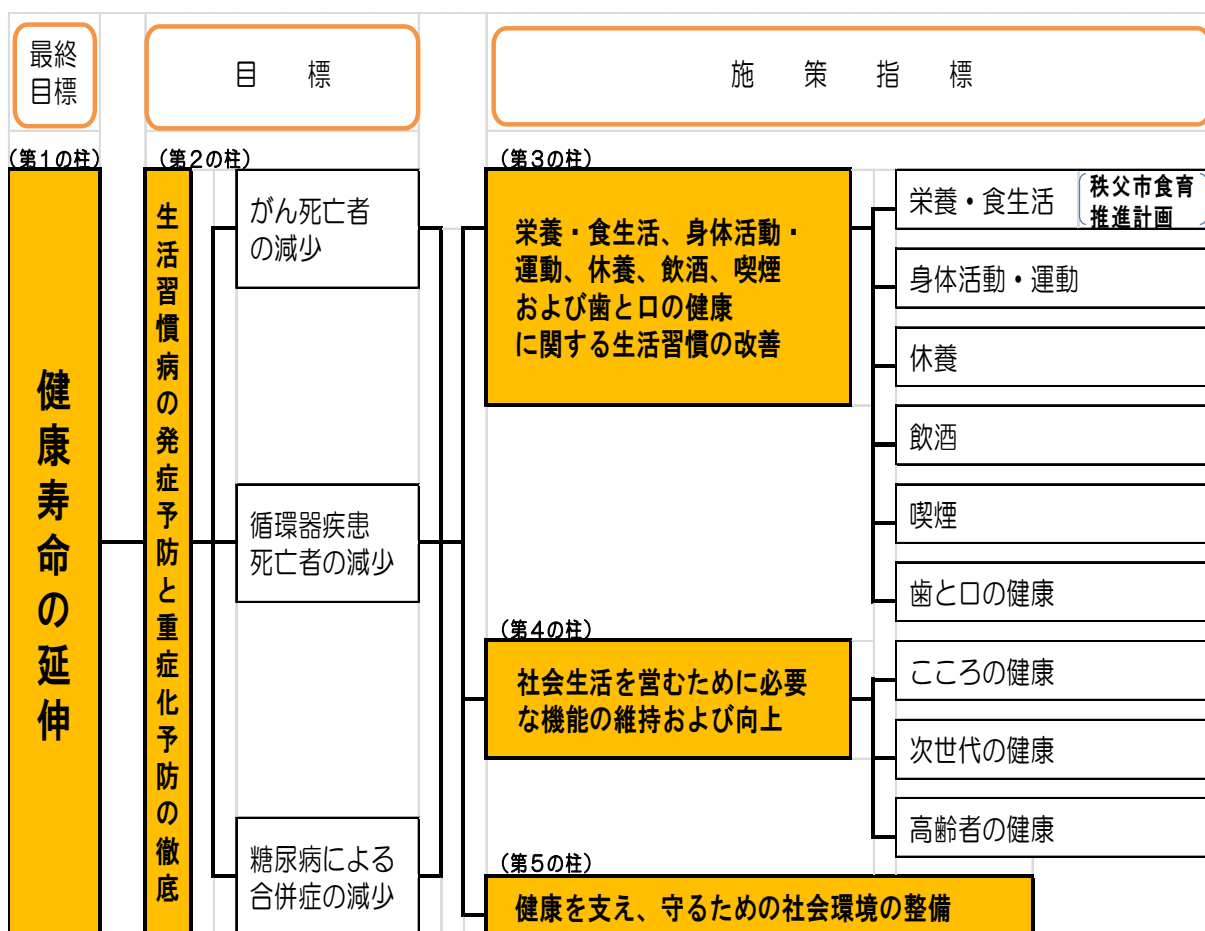 最終
目標
目　標
施　策　指　標
（第1の柱）
健康寿命の延伸
（第2の柱）
生活習慣病の発症予防と重症化予防の徹底
がん死亡者
の減少
循環器疾患
死亡者の減少
糖尿病による
合併症の減少
（第3の柱）
栄養・食生活、身体活動・
運動、休養、飲酒、喫煙
および歯と口の健康
に関する生活習慣の改善
栄養・食生活
秩父市食育
推進計画
身体活動・運動
休養
飲酒
喫煙
歯と口の健康
（第4の柱）
社会生活を営むために必要
な機能の維持および向上
こころの健康
次世代の健康
高齢者の健康
（第5の柱）
健康を支え、守るための社会環境の整備